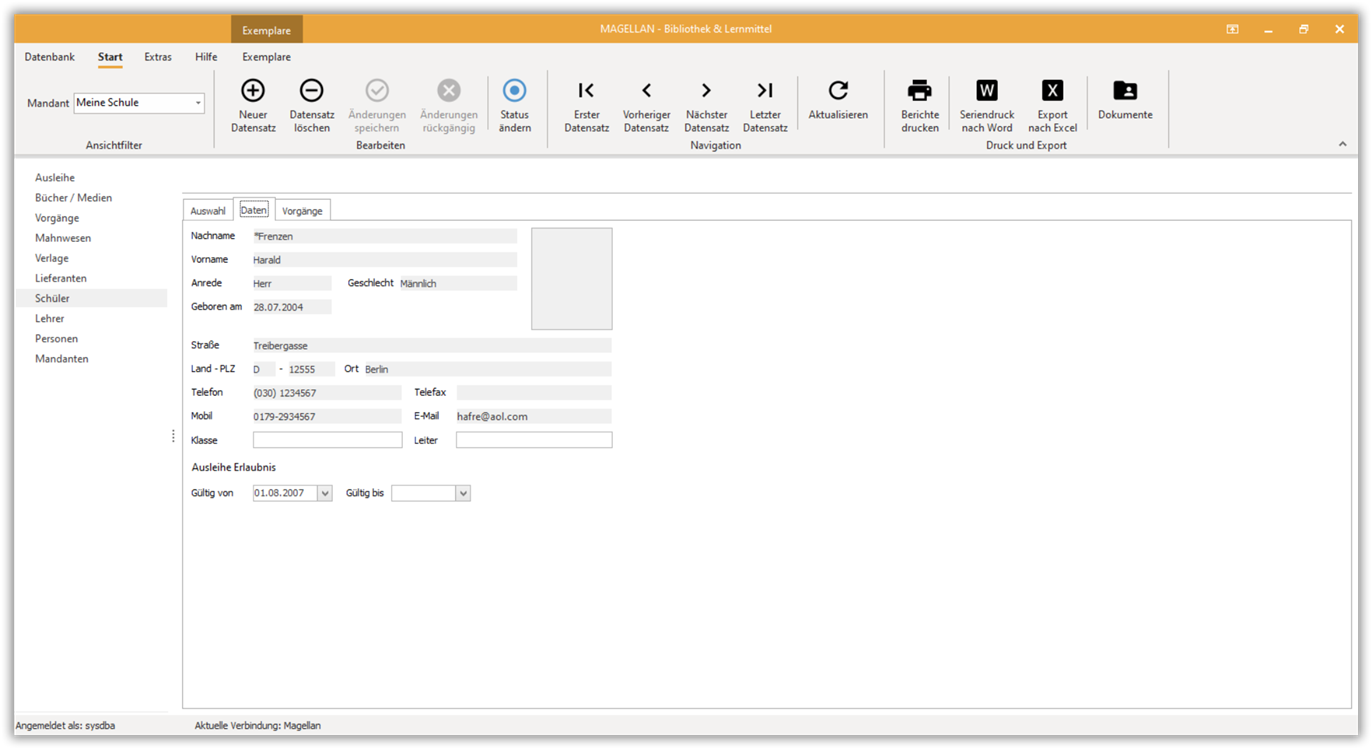 Exemplare
MAGELLAN - Bibliothek & Lernmittel
Datenbank Start Extras Hilfe Exemplare
Mandant Meine Schule
Ansichtfilter
Neuer
Datensatz
Datensatz
löschen
Änderungen
speichern
Änderungen
rückgängig
Status
ändern
Bearbeiten
Erster
Datensatz
Vorheriger
Datensatz
Nächster
Datensatz
Letzter
Datensatz
Aktualisieren
Navigation
Berichte
drucken
W
Seriendruck
nach Word
X
Export
nach Excel
Dokumente
Druck und Export
Ausleihe
Bücher / Medien
Vorgänge
Mahnwesen
Verlage
Lieferanten
Schüler
Lehrer
Personen
Mandanten
Auswahl Daten Vorgänge
Nachname *Frenzen
Vorname Harald
Anrede Herr Geschlecht Männlich
Geboren am 28.07.2004
Straße Treibergasse
Land - PLZ D - 12555 Ort Berlin
Telefon (030) 1234567 Telefax
Mobil 0179-2934567 E-Mail hafre@aol.com
Klasse Leiter
Ausleihe Erlaubnis
Gültig von 01.08.2007 Gültig bis
Angemeldet als: sysdba Aktuelle Verbindung: Magellan